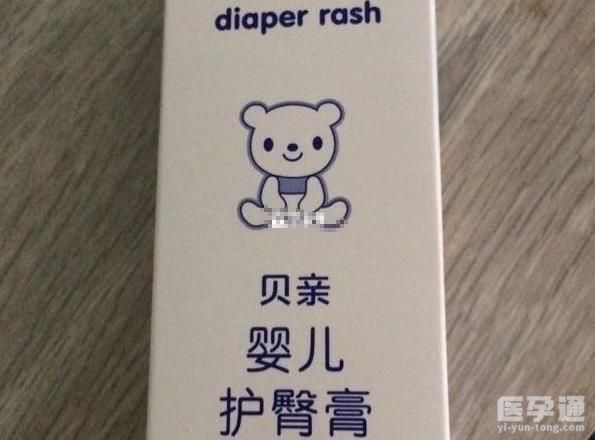 diaper rash
贝亲
婴儿
护臀膏
医孕通
yi-yun-tong.com